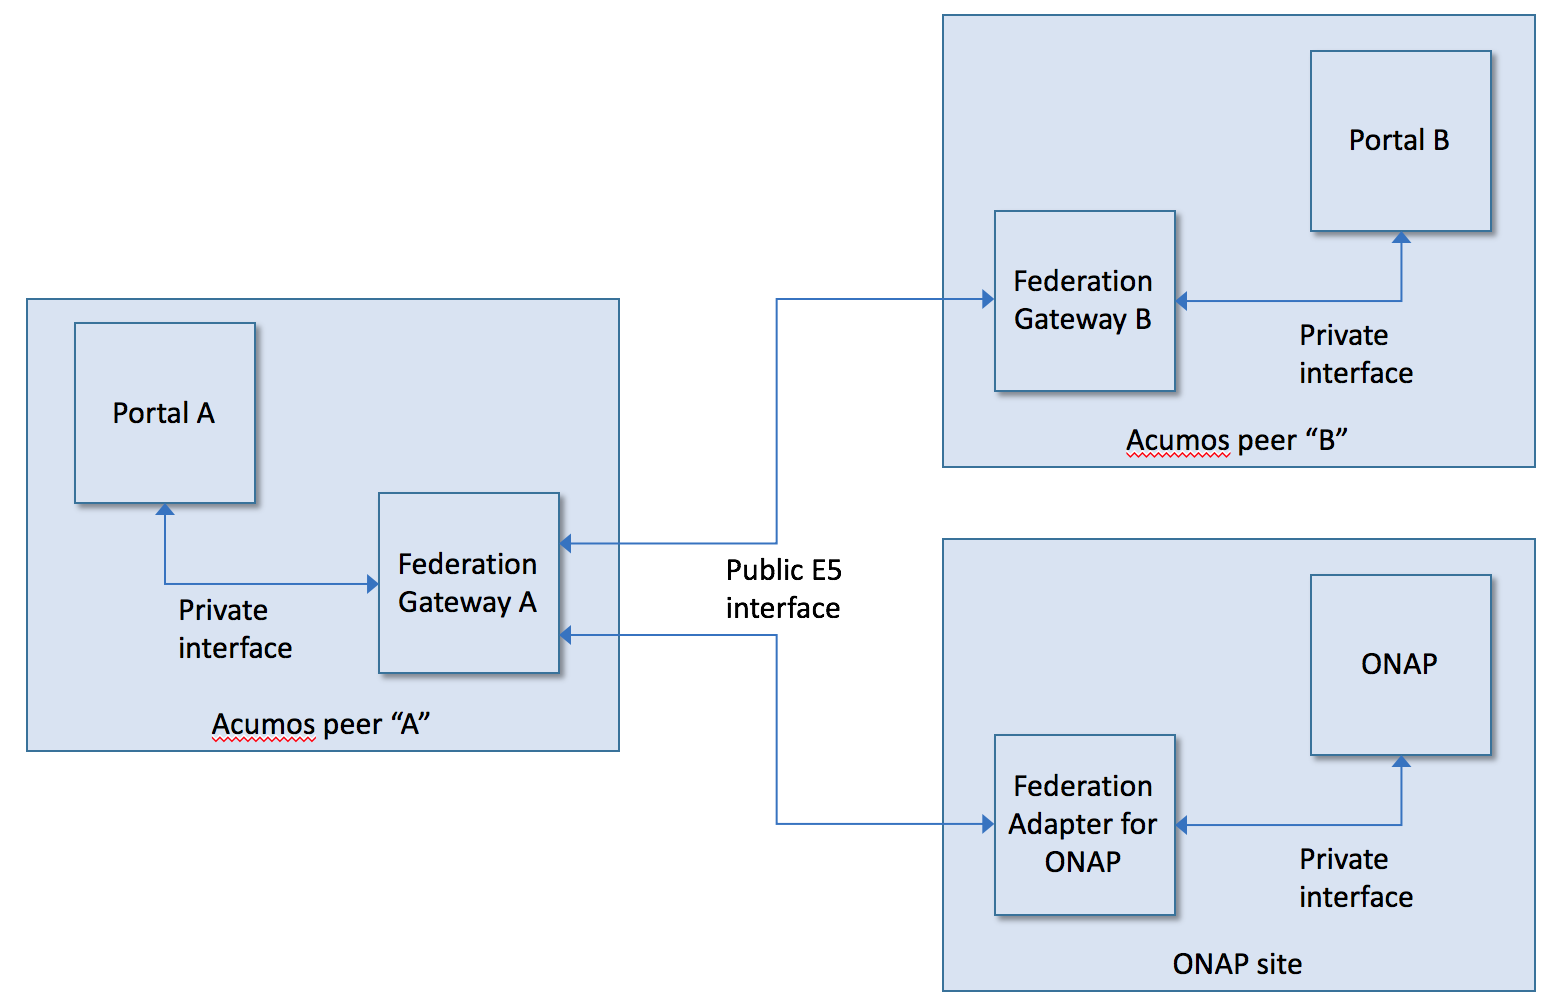 Portal B
Federation
Gateway B
Private
interface
Acumos peer “B”
Portal A
Federation
Gateway A
Private
interface
Acumos peer “A”
Public E5
interface
ONAP
Federation
Adapter for
ONAP
Private
interface
ONAP site